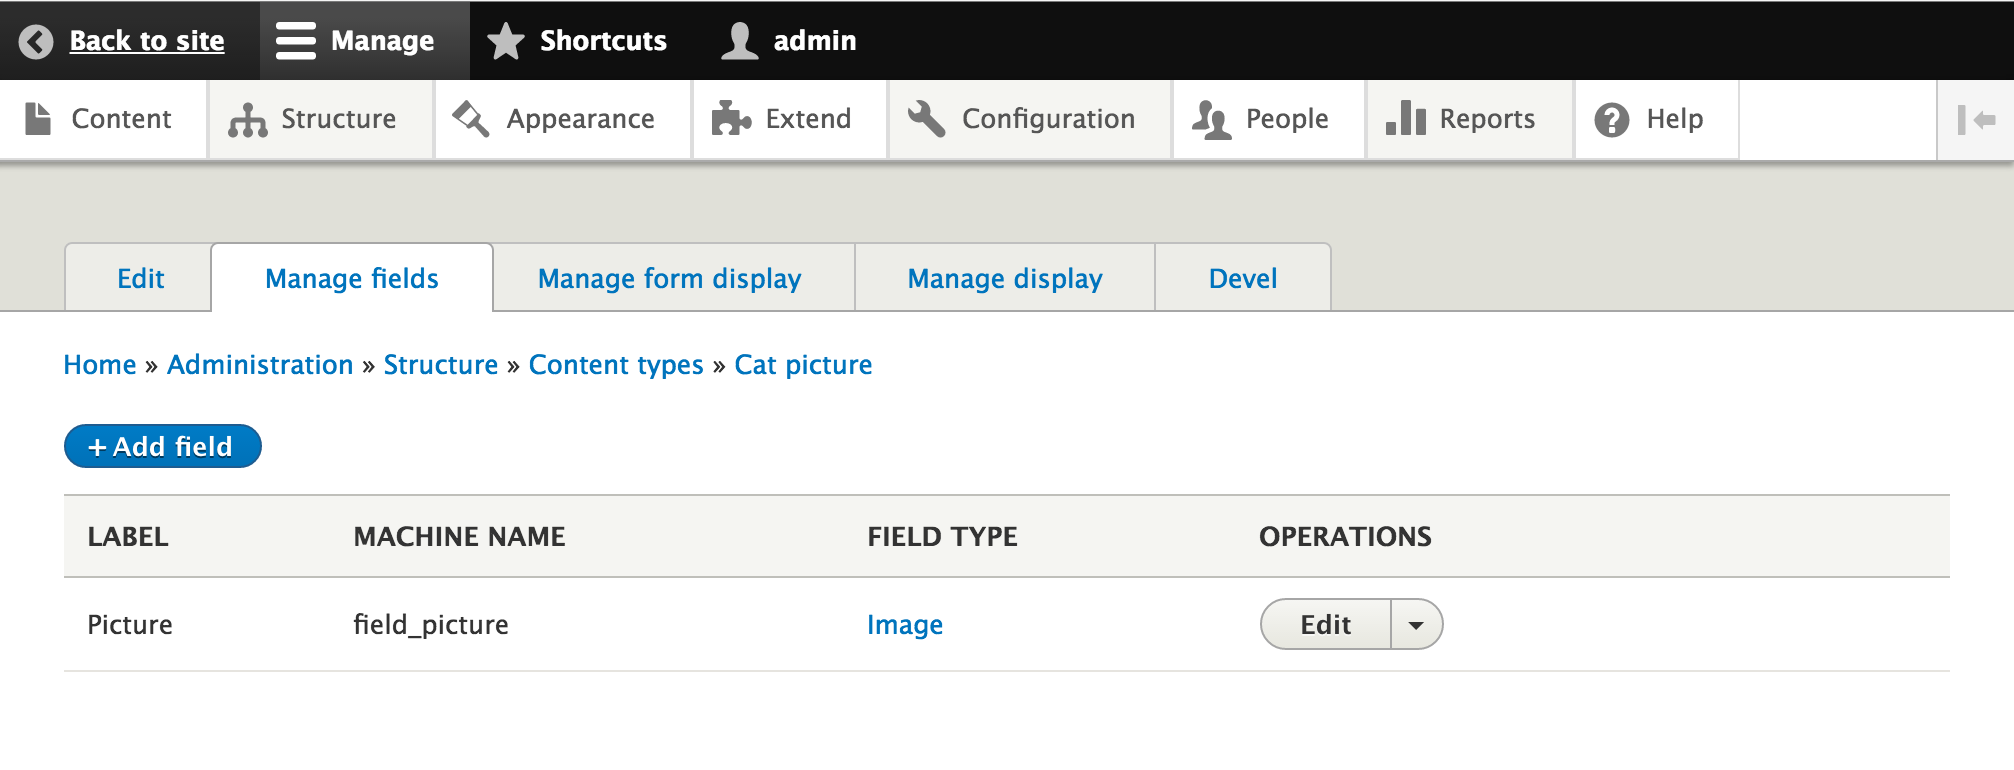 Back to site Manage Shortcuts admin
Content Structure Appearance Extend Configuration People Reports Help
Edit Manage fields Manage form display Manage display Devel
Home » Administration » Structure » Content types » Cat picture
+ Add field
LABEL MACHINE NAME FIELD TYPE OPERATIONS
Picture field_picture Image Edit